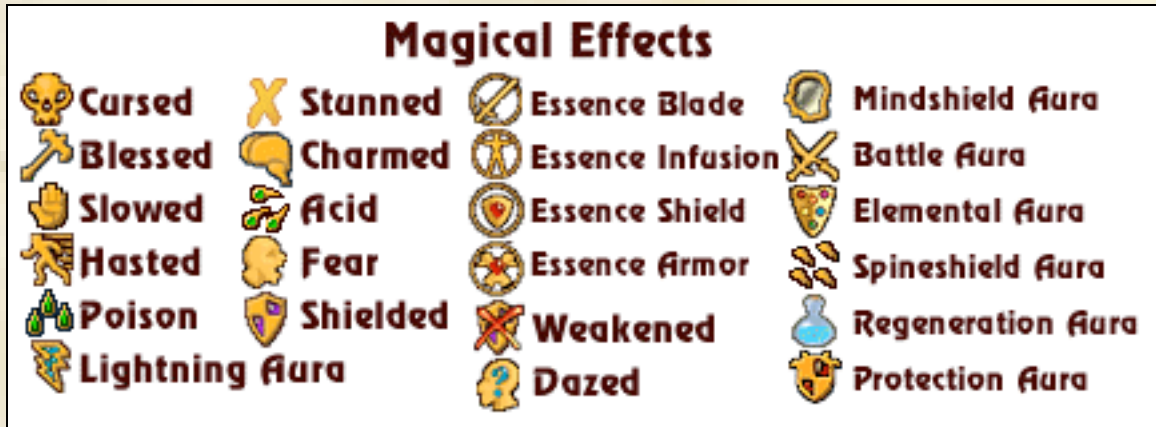 Magical Effects
Cursed
Blessed
Slowed
Hasted
Poison
Lightning Aura
Stunned
Charmed
Acid
Fear
Shielded
Essence Blade
Essence Infusion
Essence Shield
Essence Armor
Weakened
Dazed
Mindshield Aura
Battle Aura
Elemental Aura
Spineshield Aura
Regeneration Aura
Protection Aura